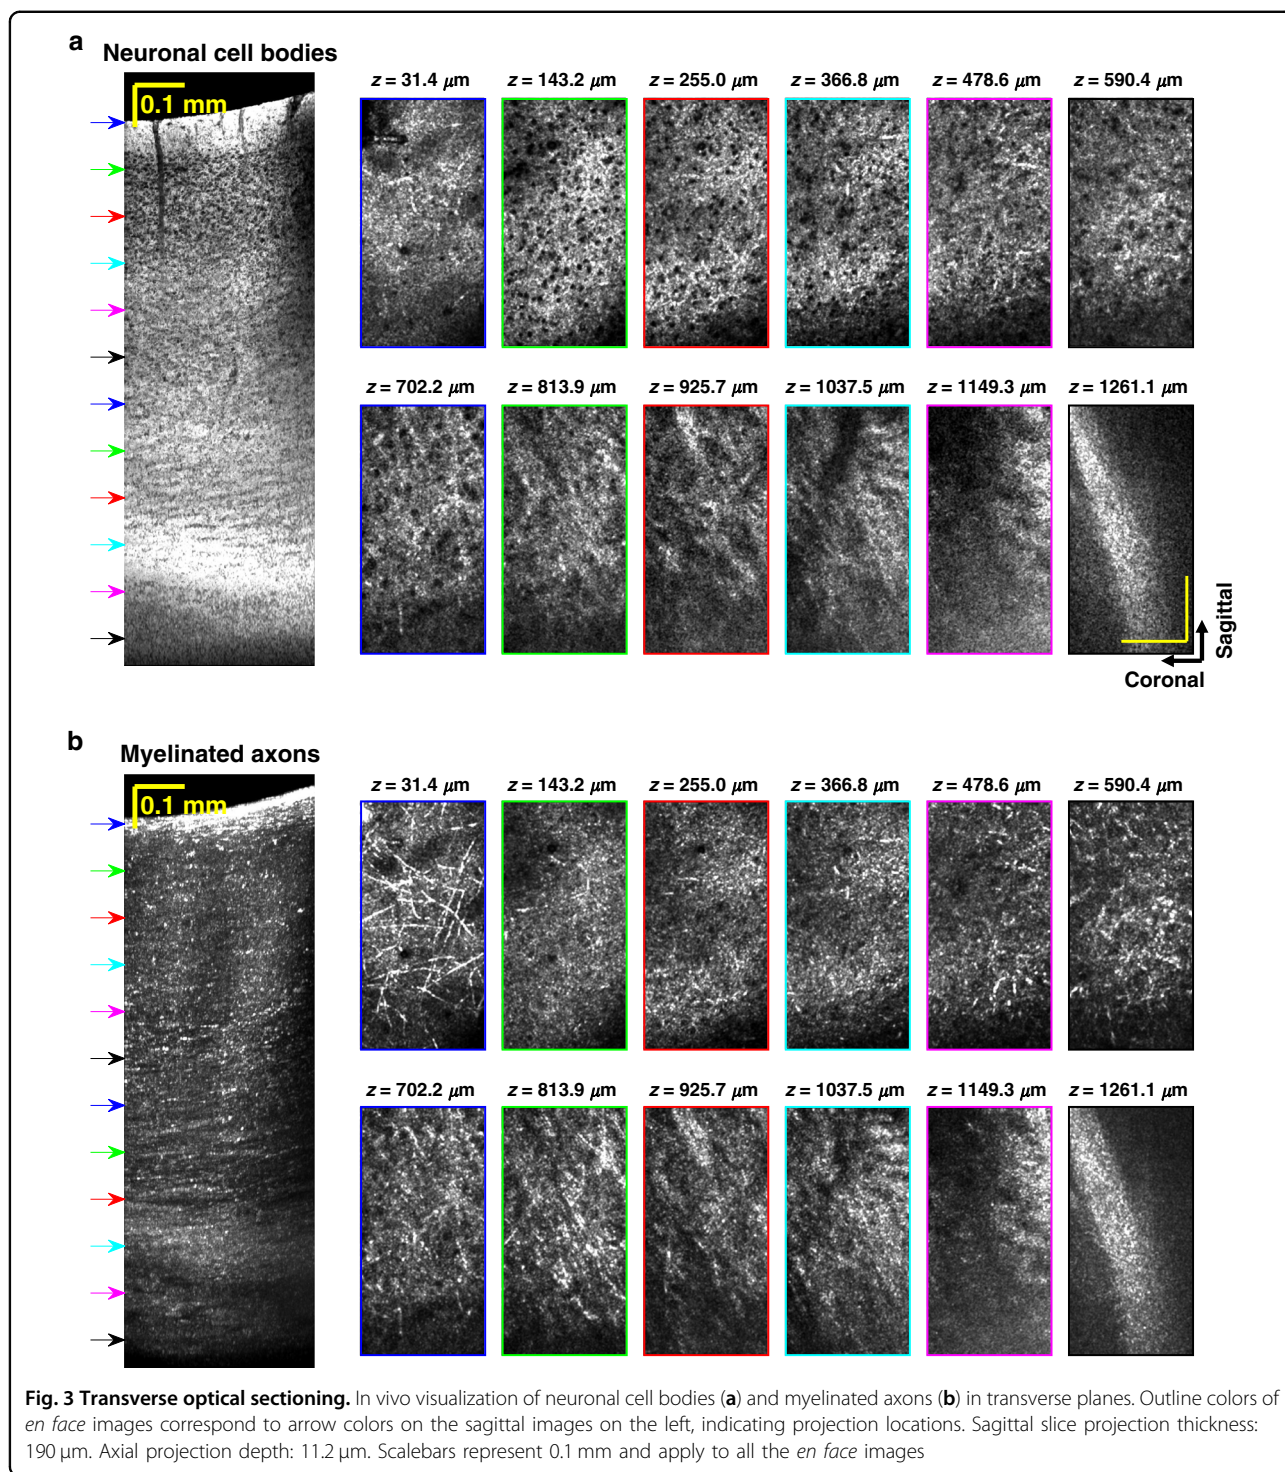 a
Neuronal cell bodies
0.1 mm
z = 31.4 μm
z = 143.2 μm
z = 255.0 μm
z = 366.8 μm
z = 478.6 μm
z = 590.4 μm
z = 702.2 μm
z = 813.9 μm
z = 925.7 μm
z = 1037.5 μm
z = 1149.3 μm
z = 1261.1 μm
Sagittal
Coronal
b
Myelinated axons
0.1 mm
z = 31.4 μm
z = 143.2 μm
z = 255.0 μm
z = 366.8 μm
z = 478.6 μm
z = 590.4 μm
z = 702.2 μm
z = 813.9 μm
z = 925.7 μm
z = 1037.5 μm
z = 1149.3 μm
z = 1261.1 μm
Fig. 3 Transverse optical sectioning. In vivo visualization of neuronal cell bodies (a) and myelinated axons (b) in transverse planes. Outline colors of
en face images correspond to arrow colors on the sagittal images on the left, indicating projection locations. Sagittal slice projection thickness:
190 μm. Axial projection depth: 11.2 μm. Scalebars represent 0.1 mm and apply to all the en face images